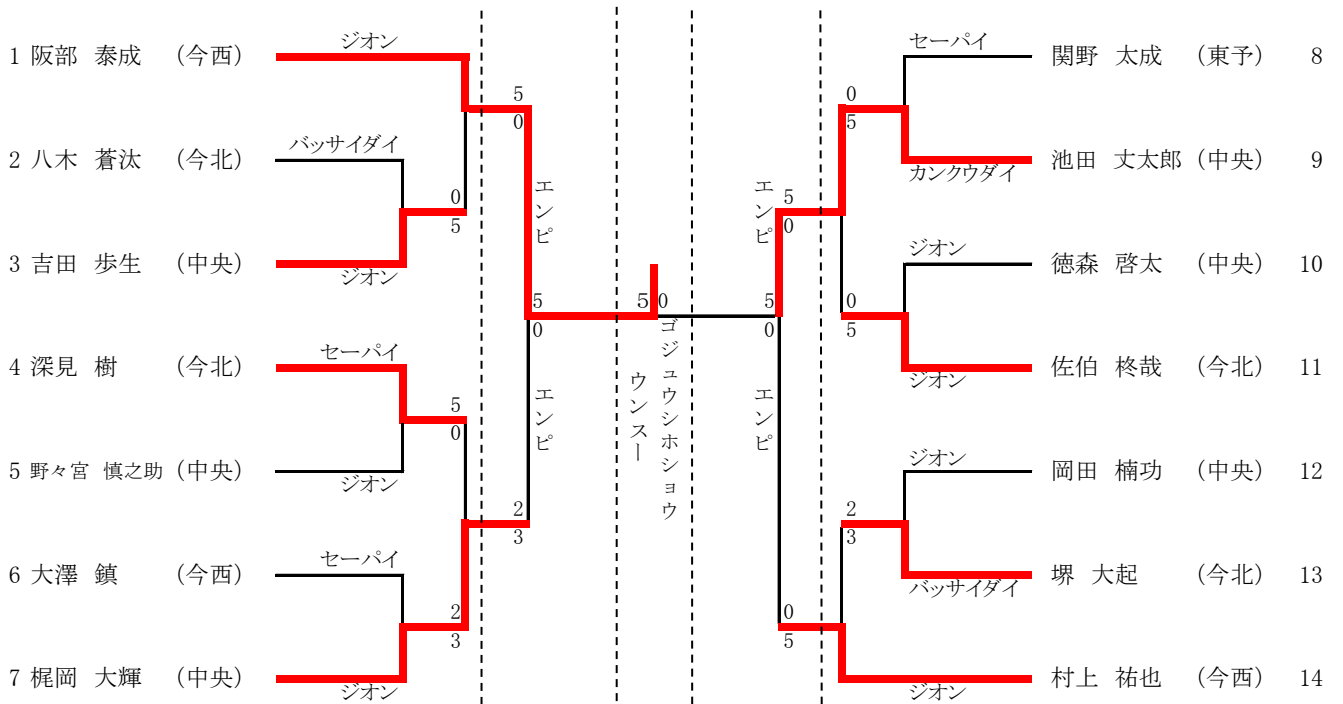 1 阪部 泰成 (今西)
ジオン
2 八木 蒼汰 (今北)
バッサイダイ
3 吉田 歩生 (中央)
ジオン
4 深見 樹 (今北)
セーパイ
5 野々宮 慎之助 (中央)
ジオン
6 大澤 鎮 (今西)
セーパイ
7 梶岡 大輝 (中央)
ジオン
5
0
0
5
5
0
2
3
2
3
エンピ
エンピ
5
0
5 0
ウンスー
ゴジュウシホショウ
5
0
エンピ
エンピ
5
0
0
5
0
5
0
5
2
3
セーパイ
関野 太成 (東予) 8
カンクウダイ
池田 丈太郎 (中央) 9
ジオン
徳森 啓太 (中央) 10
ジオン
佐伯 柊哉 (今北) 11
ジオン
岡田 楠功 (中央) 12
バッサイダイ
堺 大起 (今北) 13
ジオン
村上 祐也 (今西) 14